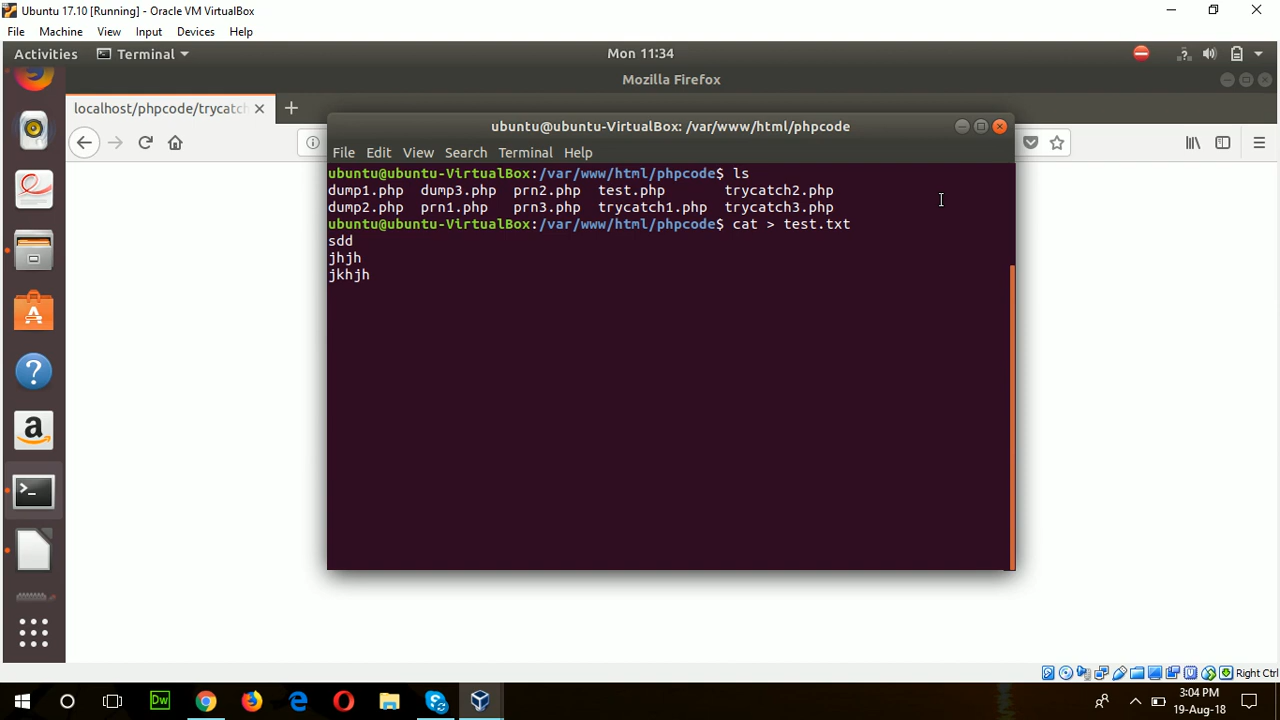 Ubuntu 17.10 [Running] - Oracle VM VirtualBox
File Machine View Input Devices Help
Activities Terminal Mon 11:34
Mozilla Firefox
localhost/phpcode/trycatch
ubuntu@ubuntu-VirtualBox: /var/www/html/phpcode
File Edit View Search Terminal Help
ubuntu@ubuntu-VirtualBox:/var/www/html/phpcode$ ls
dump1.php dump3.php prn2.php test.php trycatch2.php
dump2.php prn1.php prn3.php trycatch1.php trycatch3.php
ubuntu@ubuntu-VirtualBox:/var/www/html/phpcode$ cat > test.txt
sdd
jhjh
jkhjh
Right Ctrl
Dw
3:04 PM
19-Aug-18